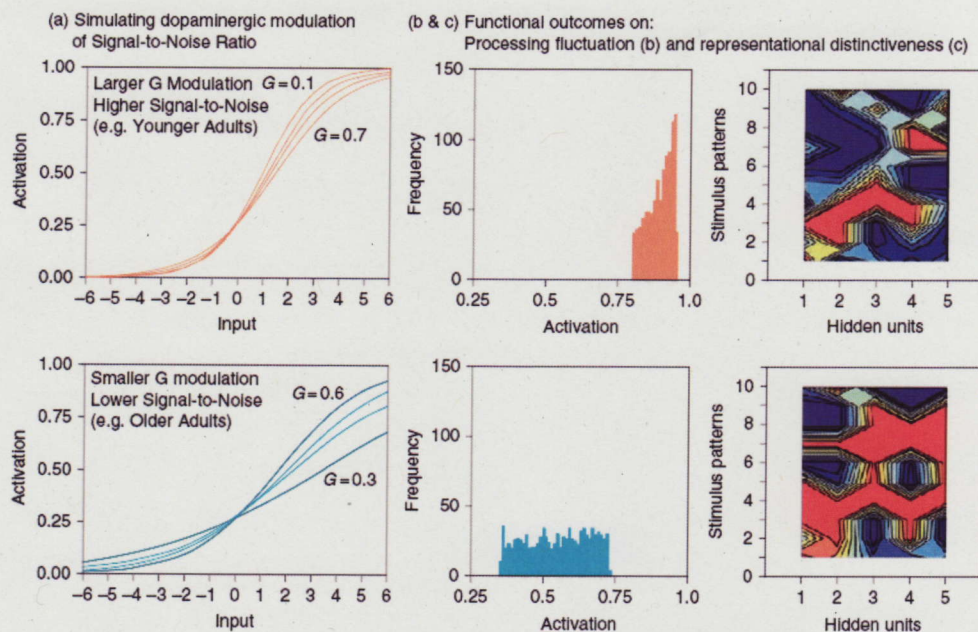 (a) Simulating dopaminergic modulation
of Signal-to-Noise Ratio
(b & c) Functional outcomes on:
Processing fluctuation (b) and representational distinctiveness (c)
1.00
0.75
0.50
0.25
0.00
Activation
Larger G Modulation G=0.1
Higher Signal-to-Noise
(e.g. Younger Adults)
G=0.7
−6 −5 −4 −3 −2 −1 0 1 2 3 4 5 6
Input
150
100
50
0
Frequency
0.25 0.5 0.75 1.0
Activation
10
8
6
4
2
0
Stimulus patterns
1 2 3 4 5
Hidden units
1.00
0.75
0.50
0.25
0.00
Activation
Smaller G modulation
Lower Signal-to-Noise
(e.g. Older Adults)
G=0.6
G=0.3
−6 −5 −4 −3 −2 −1 0 1 2 3 4 5 6
Input
150
100
50
0
Frequency
0.25 0.5 0.75 1.0
Activation
10
8
6
4
2
0
Stimulus patterns
1 2 3 4 5
Hidden units